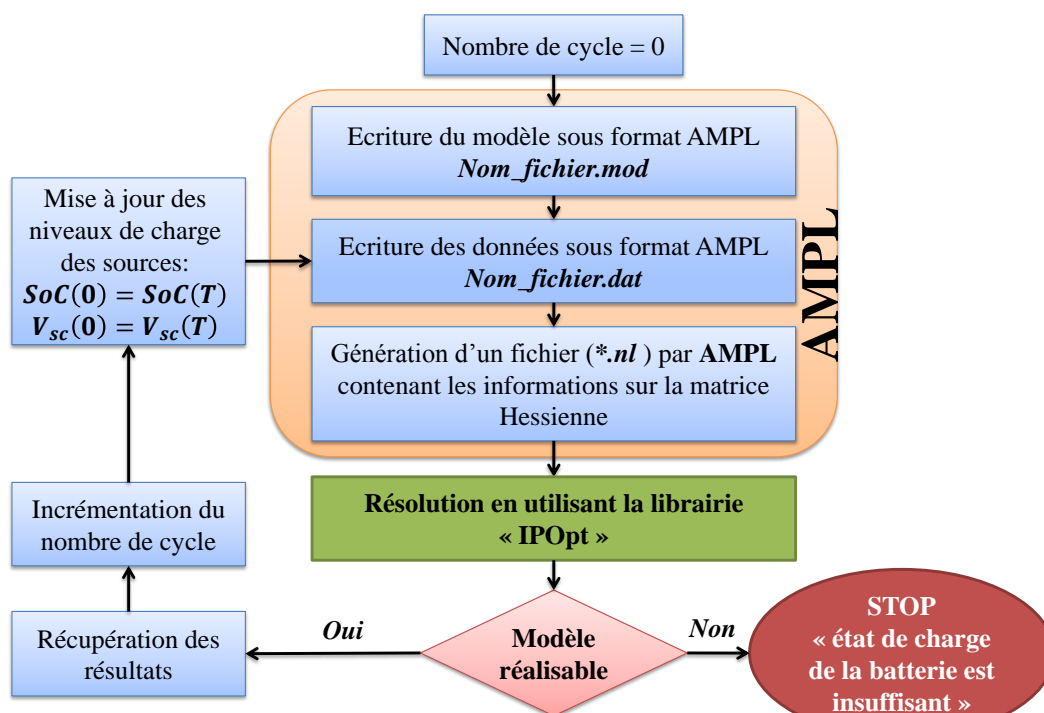 Nombre de cycle = 0
Ecriture du modèle sous format AMPL
Nom_fichier.mod
Ecriture des données sous format AMPL
Nom_fichier.dat
Génération d’un fichier (*.nl ) par AMPL
contenant les informations sur la matrice
Hessienne
AMPL
Mise à jour des
niveaux de charge
des sources:
SoC(0) = SoC(T)
V_sc(0) = V_sc(T)
Résolution en utilisant la librairie
« IPOpt »
Incrémentation du
nombre de cycle
Modèle
réalisable
Oui
Non
Récupération des
résultats
STOP
« état de charge
de la batterie est
insuffisant »